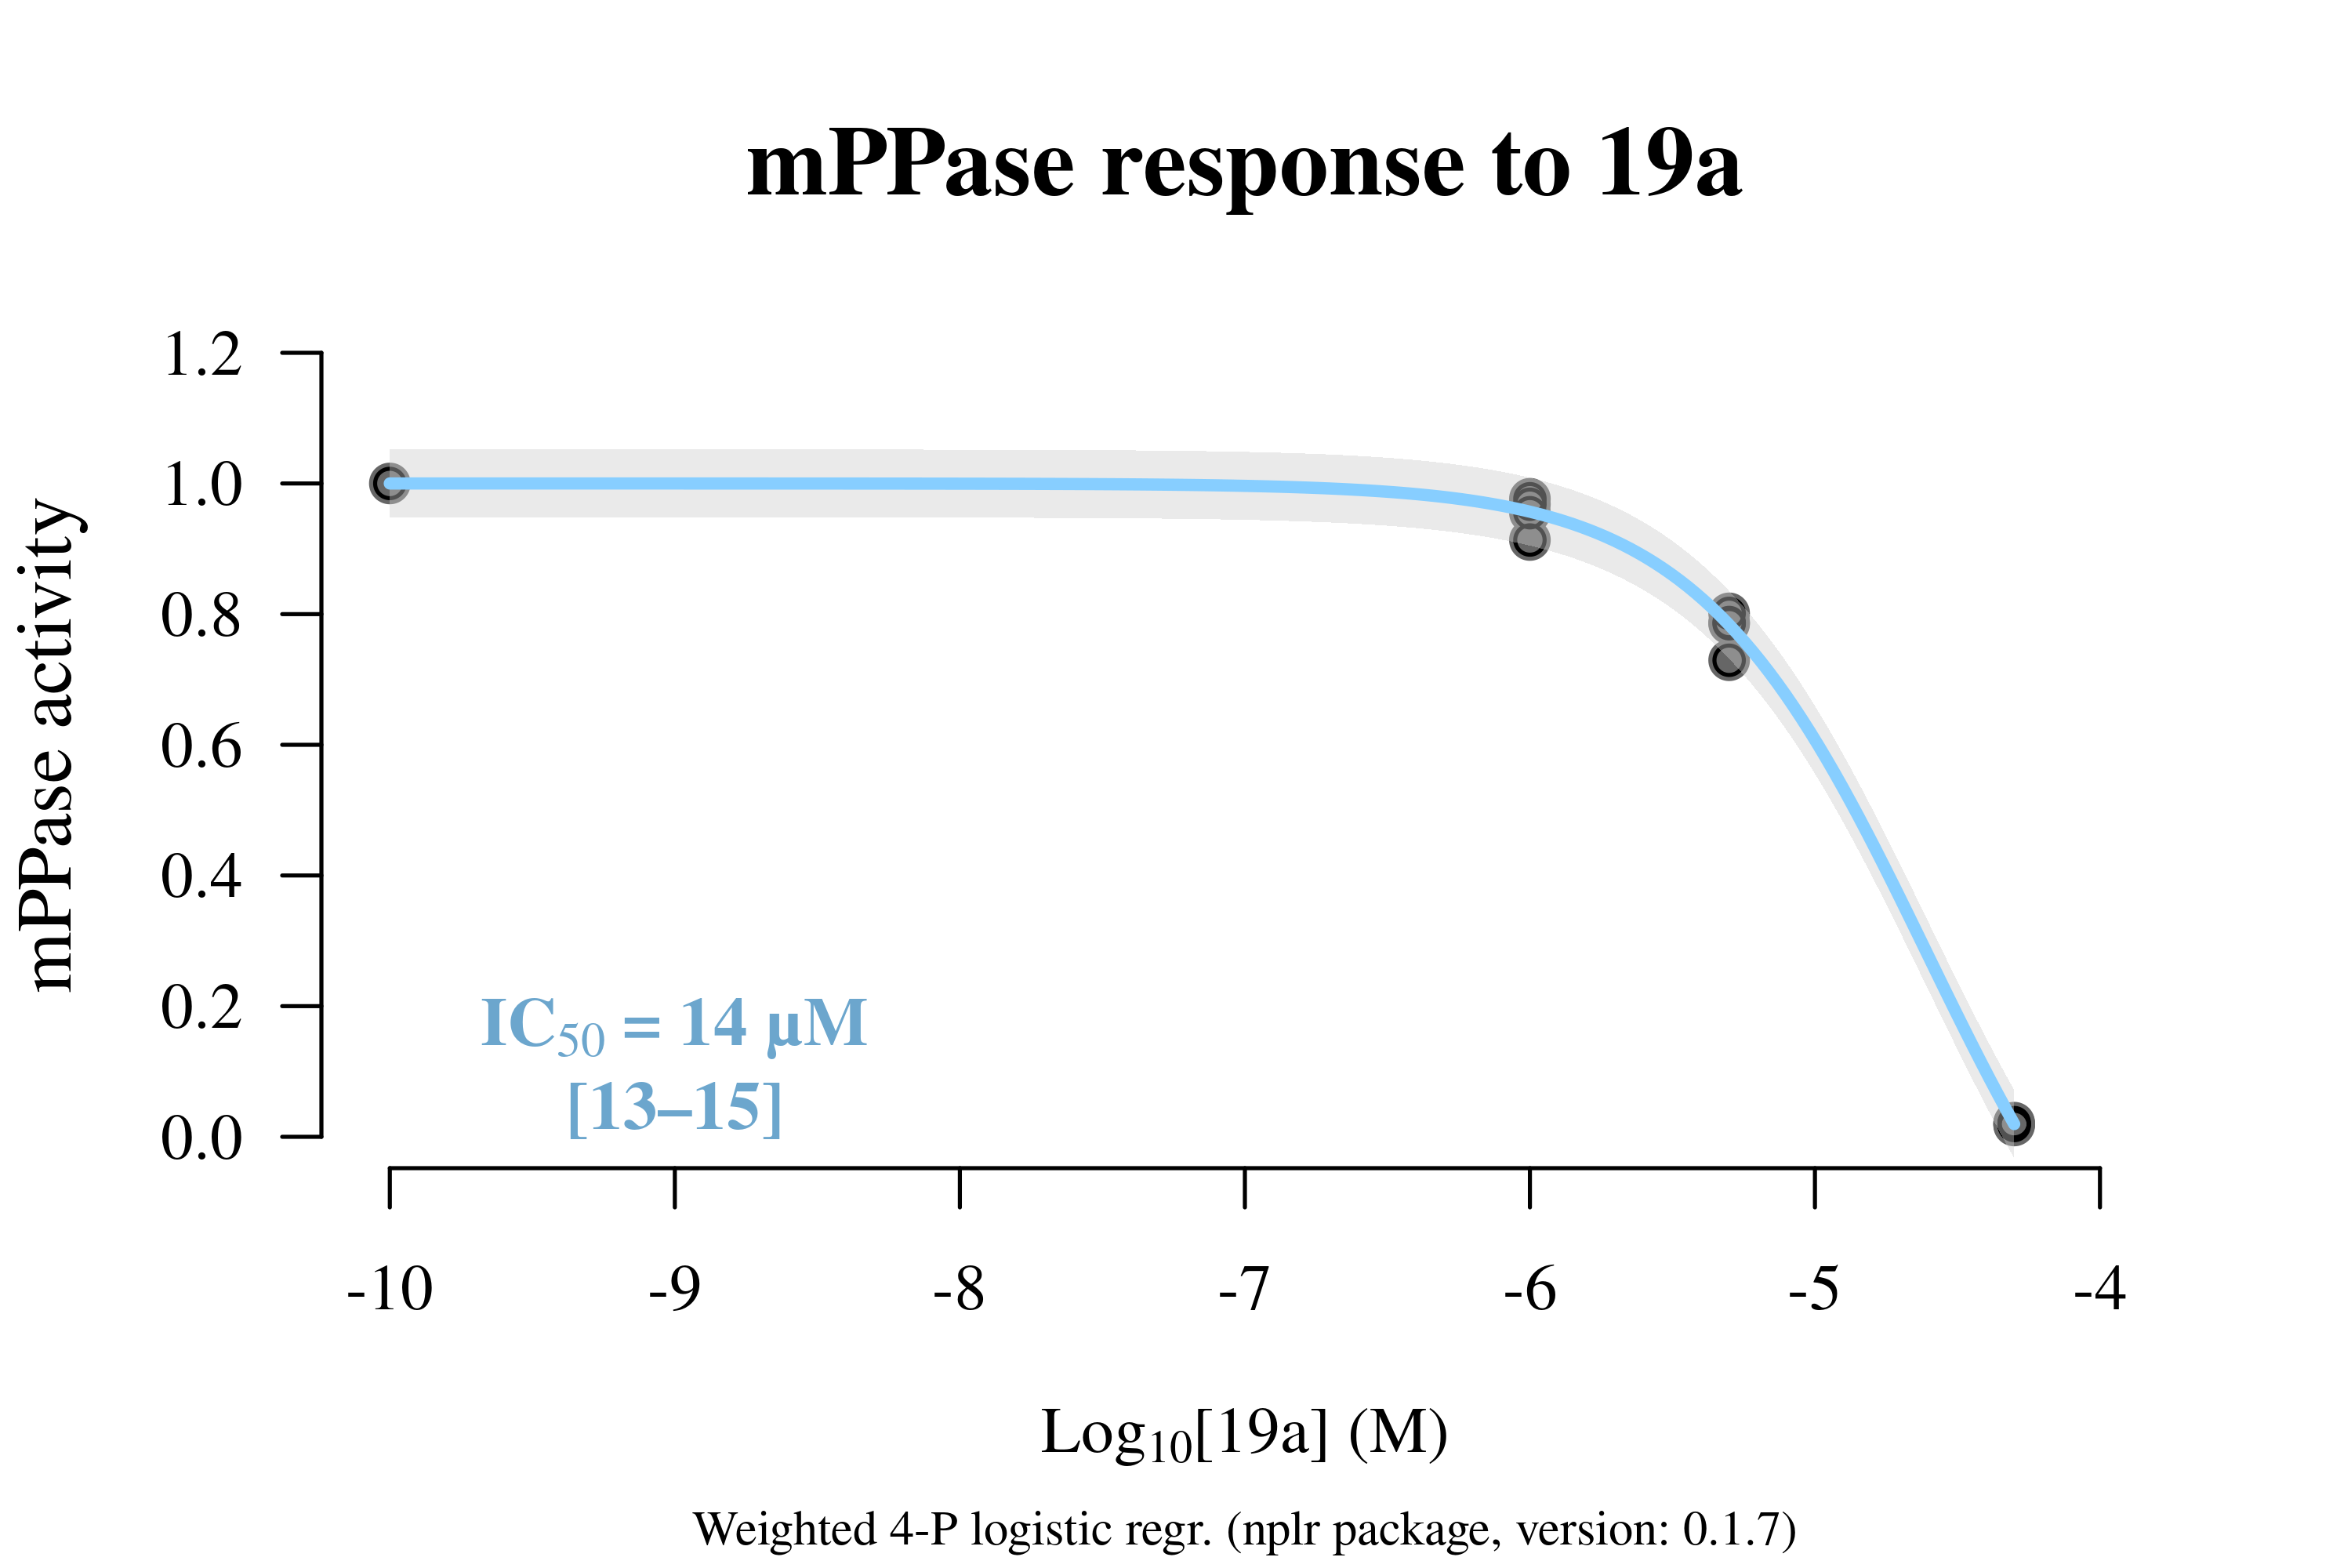 mPPase response to 19a
mPPase activity
1.2
1.0
0.8
0.6
0.4
0.2
0.0
IC50 = 14 µM
[13–15]
-10 -9 -8 -7 -6 -5 -4
Log10[19a] (M)
Weighted 4-P logistic regr. (nplr package, version: 0.1.7)